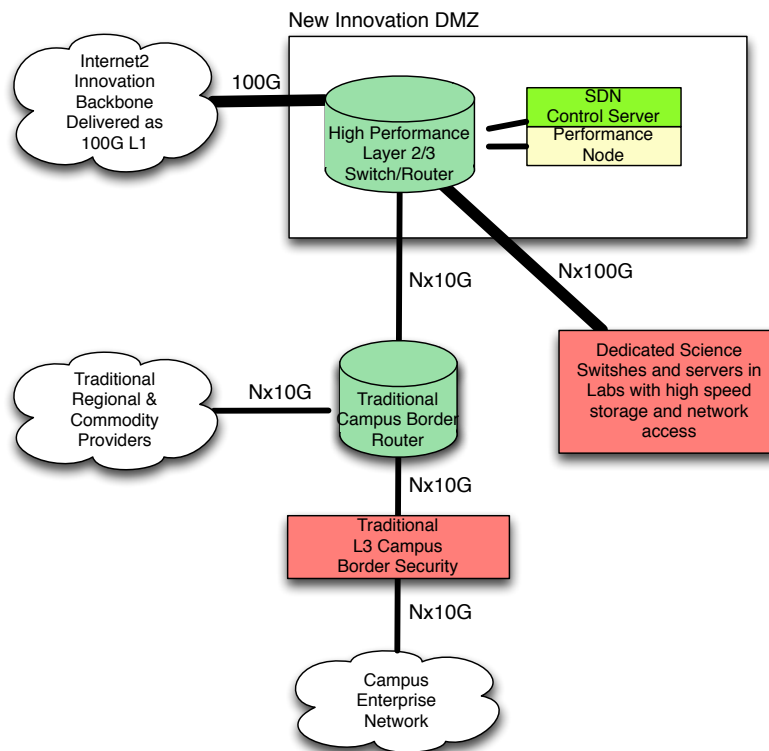 New Innovation DMZ
Internet2
Innovation
Backbone
Delivered as
100G L1
100G
High Performance
Layer 2/3
Switch/Router
SDN
Control Server
Performance
Node
Nx10G
Nx100G
Traditional
Regional &
Commodity
Providers
Nx10G
Traditional
Campus Border
Router
Dedicated Science
Switches and servers in
Labs with high speed
storage and network
access
Nx10G
Traditional
L3 Campus
Border Security
Nx10G
Campus
Enterprise
Network